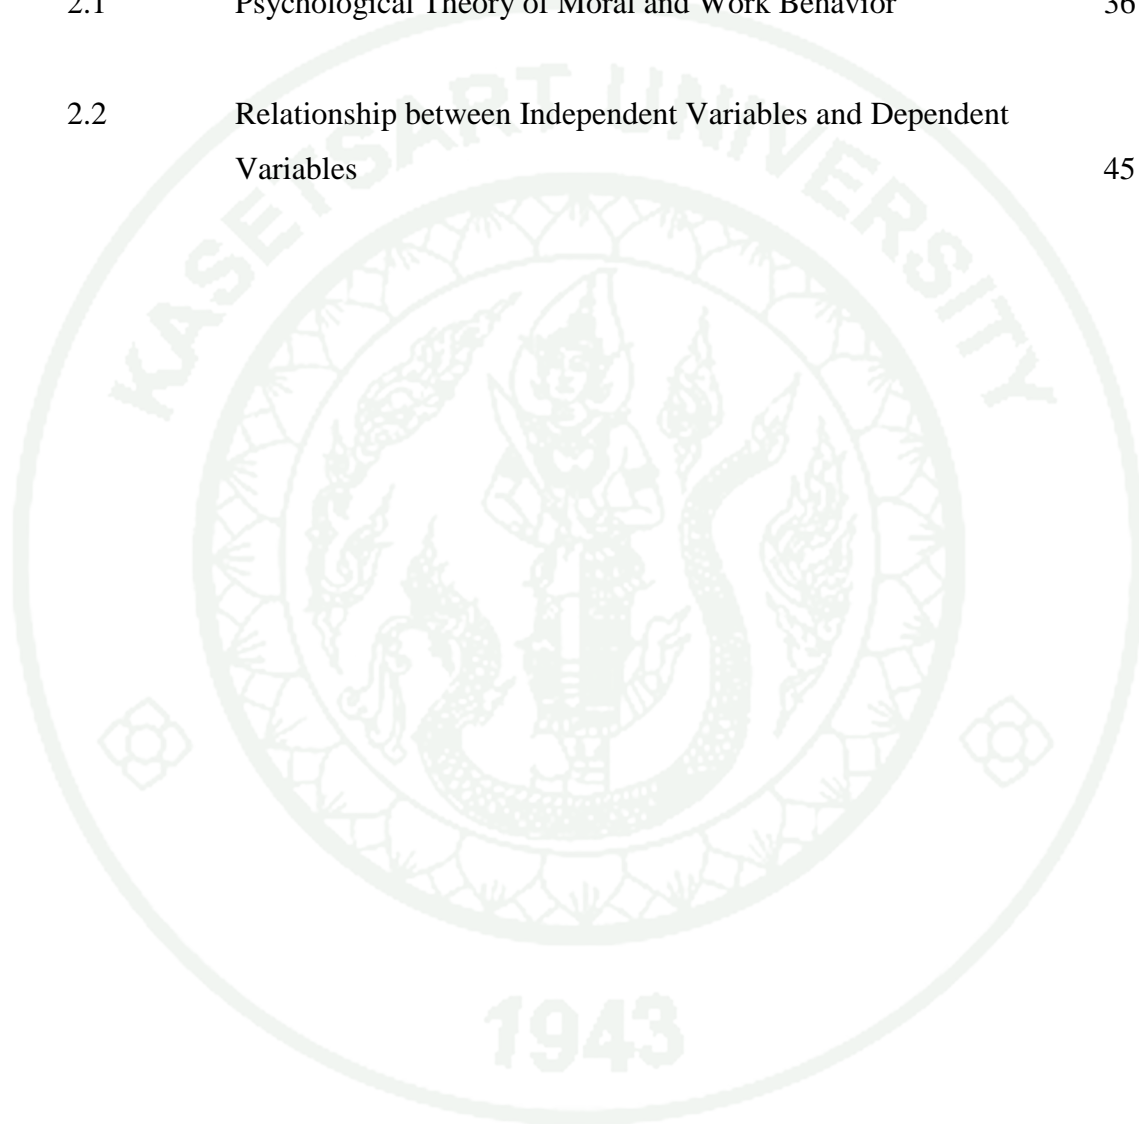 2.1 Psychological Theory of Moral and Work Behavior 36
2.2 Relationship between Independent Variables and Dependent
Variables 45
KASETSART UNIVERSITY
1943